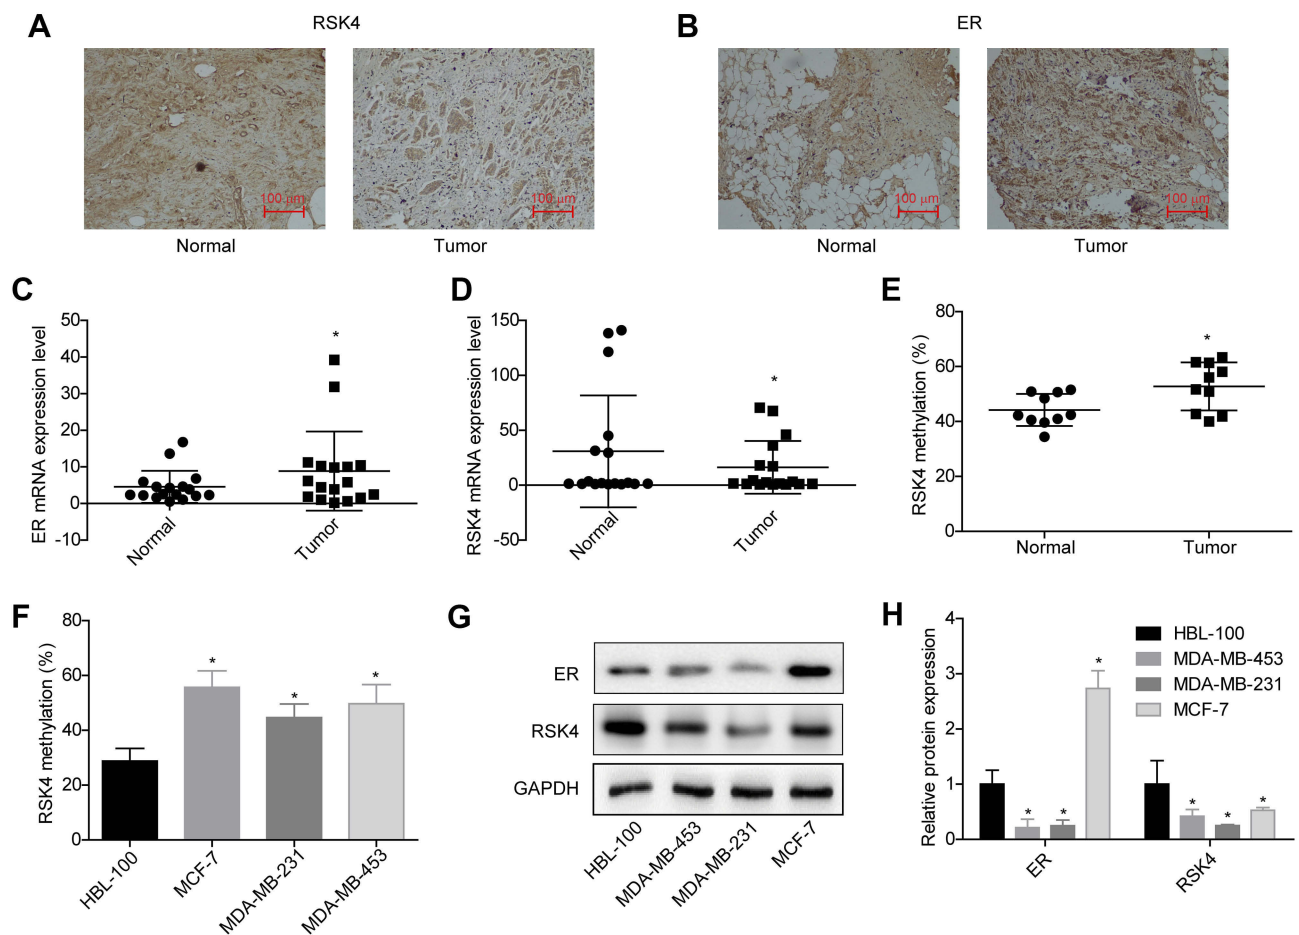 A
RSK4
B
ER
100 μm
100 μm
100 μm
100 μm
Normal
Tumor
Normal
Tumor
C
ER mRNA expression level
50
40
30
20
10
0
-10
*
Normal
Tumor
D
RSK4 mRNA expression level
150
100
50
0
-50
*
Normal
Tumor
E
RSK4 methylation (%)
80
60
40
20
0
*
Normal
Tumor
F
RSK4 methylation (%)
80
60
40
20
0
*
*
*
HBL-100
MCF-7
MDA-MB-231
MDA-MB-453
G
ER
RSK4
GAPDH
HBL-100
MDA-MB-453
MDA-MB-231
MCF-7
H
Relative protein expression
4
3
2
1
0
HBL-100
MDA-MB-453
MDA-MB-231
MCF-7
*
*
*
*
*
*
ER
RSK4